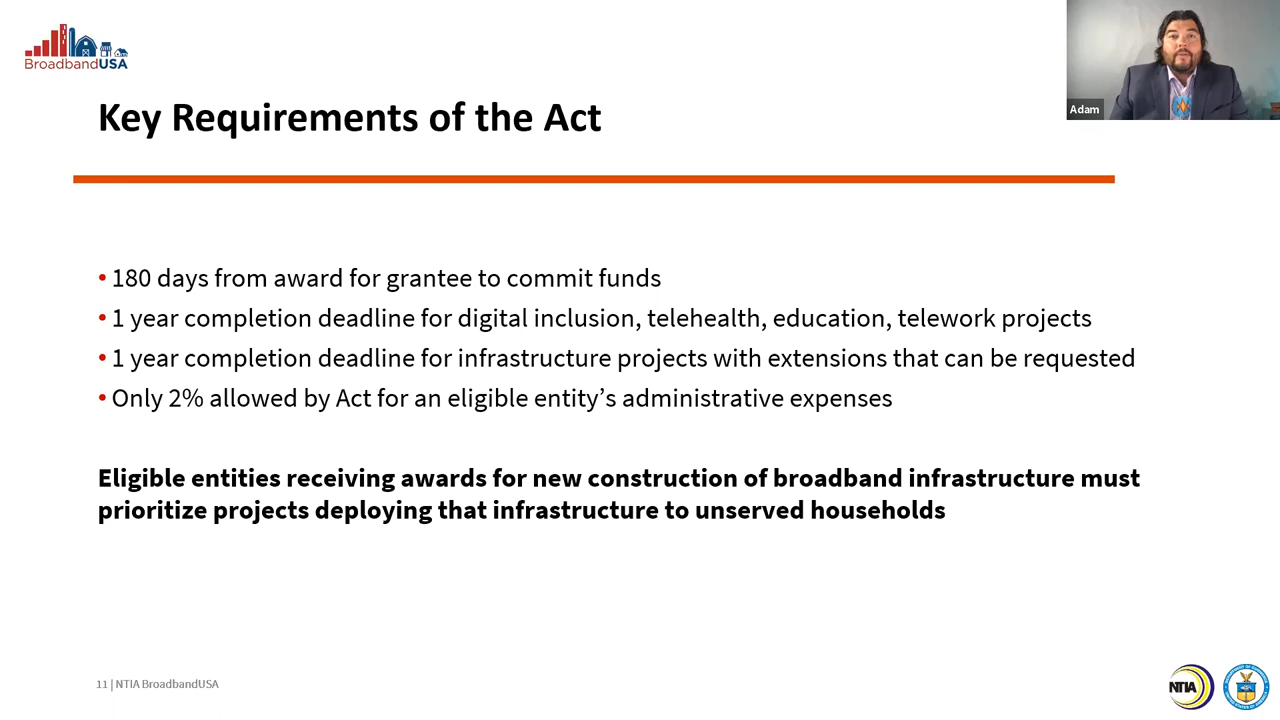 BroadbandUSA
Adam
Key Requirements of the Act
• 180 days from award for grantee to commit funds
• 1 year completion deadline for digital inclusion, telehealth, education, telework projects
• 1 year completion deadline for infrastructure projects with extensions that can be requested
• Only 2% allowed by Act for an eligible entity’s administrative expenses
Eligible entities receiving awards for new construction of broadband infrastructure must
prioritize projects deploying that infrastructure to unserved households
11 | NTIA BroadbandUSA
NTIA